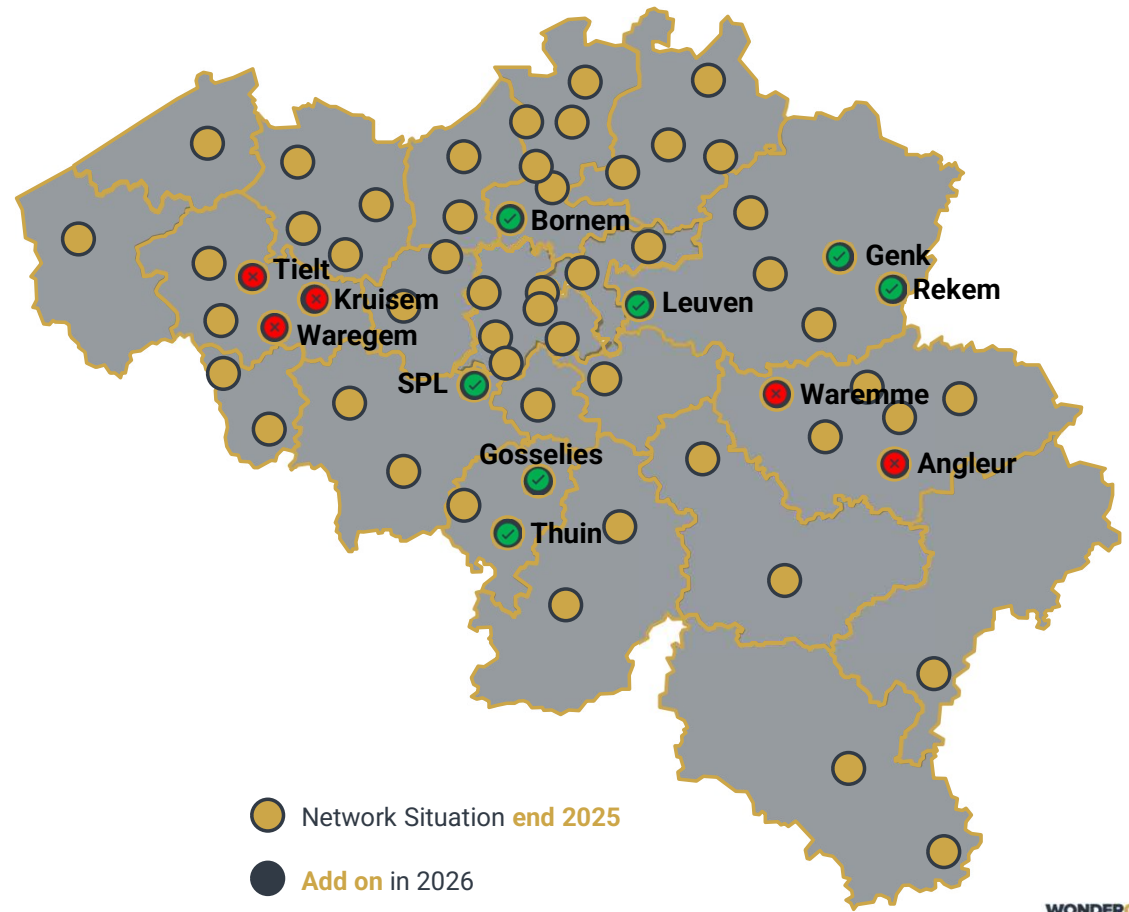 Bornem
Genk
Tielt
Rekem
Kruisem
Leuven
Waregem
SPL
Waremme
Gosselies
Angleur
Thuin
Network Situation end 2025
Add on in 2026